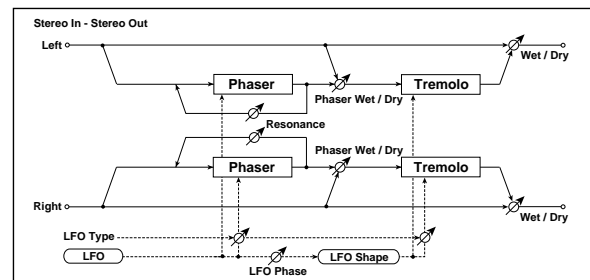 Stereo In - Stereo Out
Left
Wet / Dry
Phaser
Phaser Wet / Dry
Tremolo
Resonance
Phaser
Phaser Wet / Dry
Tremolo
Right
Wet / Dry
LFO Type
LFO
LFO Phase
LFO Shape